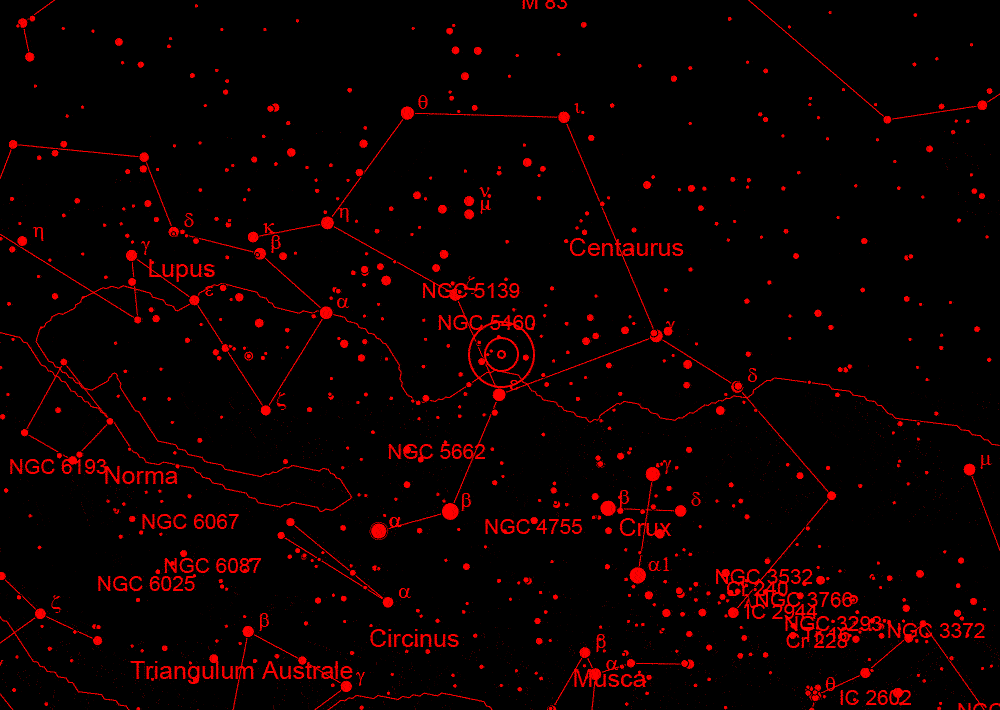 M 83
θ
ι
ν
μ
η
δ
κ
η
γ
β
Centaurus
Lupus
ζ
NGC 5139
ε
α
NGC 5460
γ
δ
ε
ζ
NGC 5662
μ
NGC 6193
Norma
γ
β
β
δ
α
NGC 6067
NGC 4755
Crux
NGC 6087
α1
NGC 3532
NGC 6025
α
NGC 3766
IC 2944
ζ
β
NGC 3293
NGC 3372
Circinus
β
Cr 228
Triangulum Australe
γ
α
Musca
θ
IC 2602